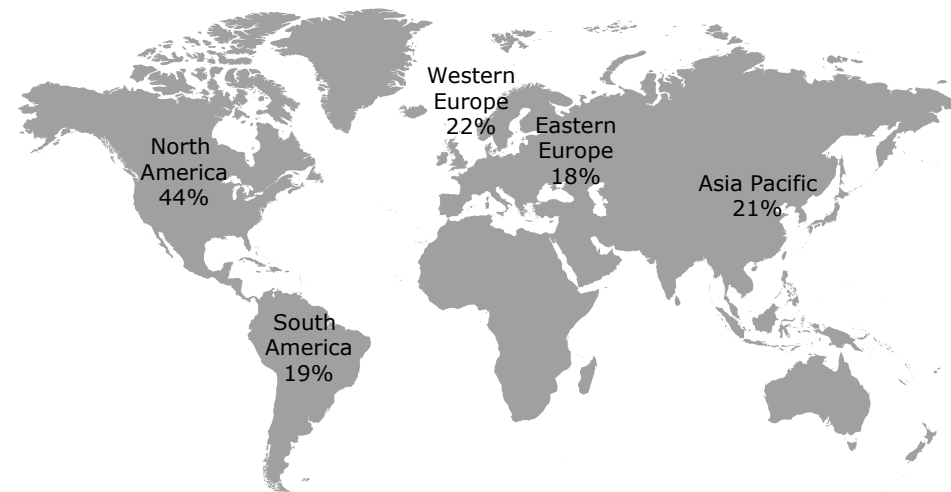 Western
Europe
22%
Eastern
Europe
18%
North
America
44%
Asia Pacific
21%
South
America
19%